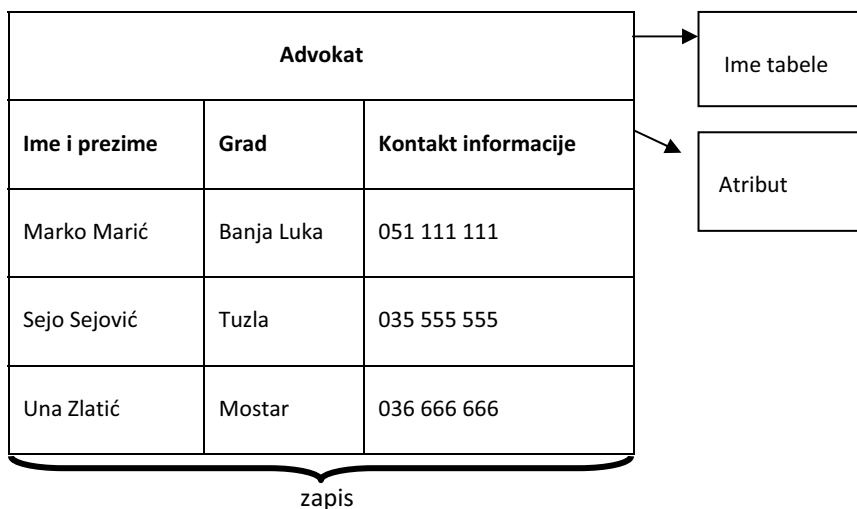 Advokat
Ime tabele
Ime i prezime Grad Kontakt informacije
Atribut
Marko Marić Banja Luka 051 111 111
Sejo Sejović Tuzla 035 555 555
Una Zlatić Mostar 036 666 666
zapis